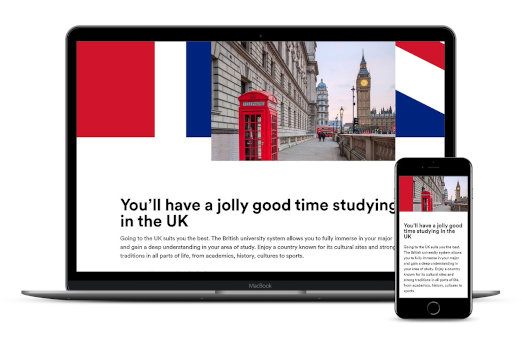 You'll have a jolly good time studying
in the UK
Going to the UK suits you the best. The British university system allows you to fully immerse in your major
and gain a deep understanding in your area of study. Enjoy a country known for its cultural sites and strong
traditions in all parts of life, from academics, history, cultures to sports.
MacBook
You'll have a jolly good
time studying in the
UK
Going to the UK suits you the best. The
British university system allows
you to fully immerse in your major
and gain a deep understanding in
your area of study. Enjoy a country
known for its cultural sites and
strong traditions in all parts of life,
from academics, history, cultures to
sports.